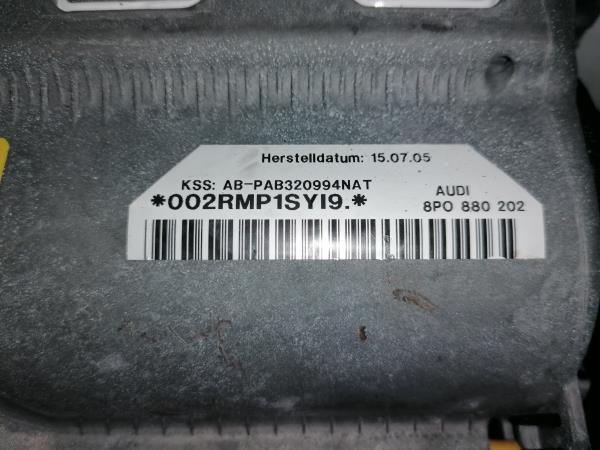 Herstelldatum: 15.07.05
KSS: AB-PAB320994NAT
*002RMP1SYI9.*
AUDI
8P0 880 202